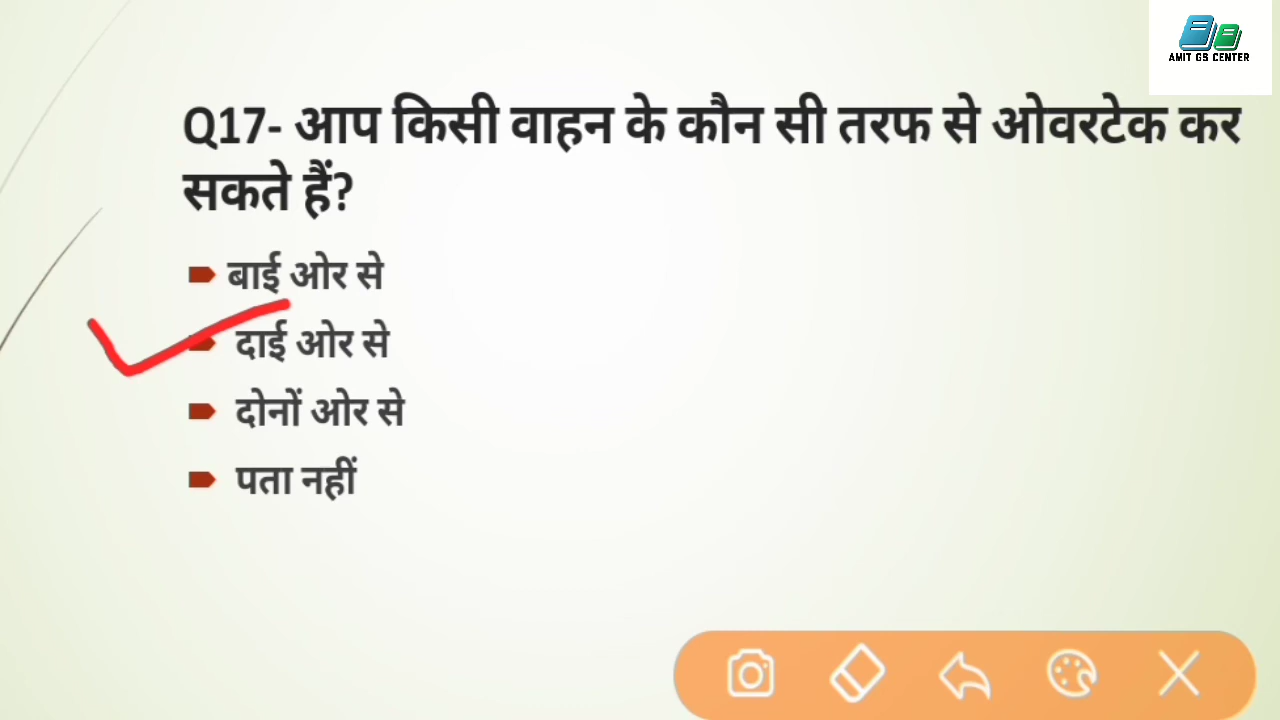 AMIT GS CENTER
Q17- आप किसी वाहन के कौन सी तरफ से ओवरटेक कर
सकते हैं?
बाई ओर से
दाई ओर से
दोनों ओर से
पता नहीं